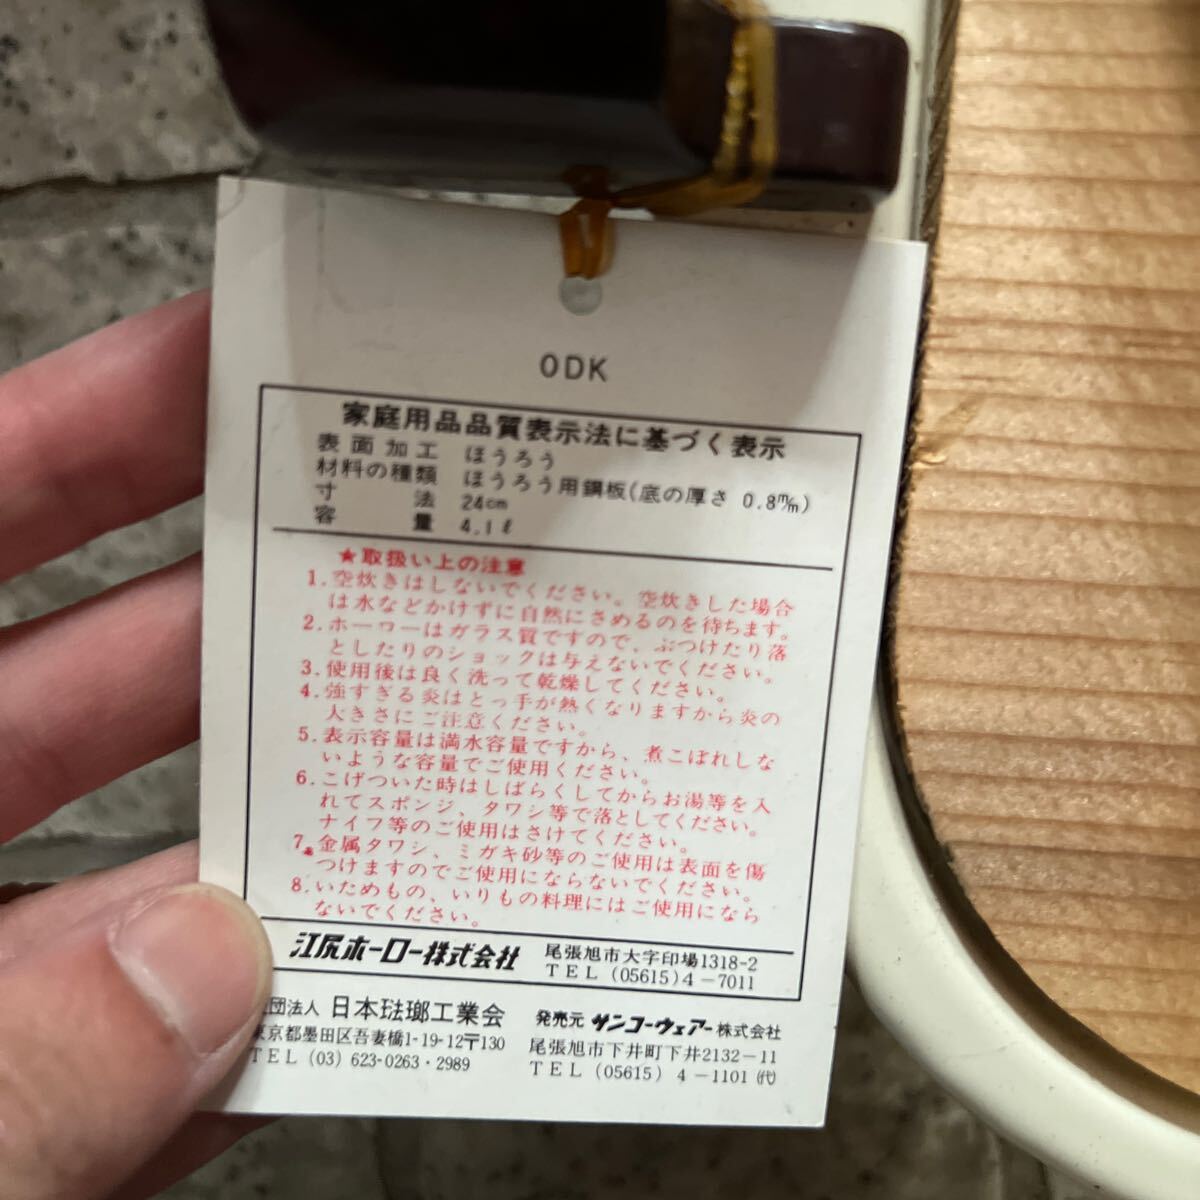 ODK
家庭用品品質表示法に基づく表示
表面加工 ほうろう
材料の種類 ほうろう用鋼板(底の厚さ 0.8m/m)
寸法 24cm
容量 4.1ℓ
★取扱い上の注意
1.空炊きはしないでください。空炊きした場合
は水などかけずに自然にさめるのを待ちます。
2.ホーローはガラス質ですので、ぶつけたり落
としたりのショックは与えないでください。
3.使用後は良く洗って乾燥してください。
4.強すぎる炎はとっ手が熱くなりますから炎の
大きさにご注意ください。
5.表示容量は満水容量ですから、煮こぼれしな
いような容量でご使用ください。
6.こげついた時はしばらくしてからお湯等を入
れてスポンジ、タワシ等で落としてください。
ナイフ等のご使用はさけてください。
7.金属タワシ、ミガキ砂等のご使用は表面を傷
つけますのでご使用にならないでください。
8.いためもの、いりもの料理にはご使用になら
ないでください。
江尻ホーロー株式会社
尾張旭市大字印場1318-2
TEL (05615)4-7011
団法人 日本琺瑯工業会
東京都墨田区吾妻橋1-19-12〒130
TEL (03) 623-0263・2989
発売元 サンコーウェアー株式会社
尾張旭市下井町下井2132-11
TEL (05615) 4-1101 (代)